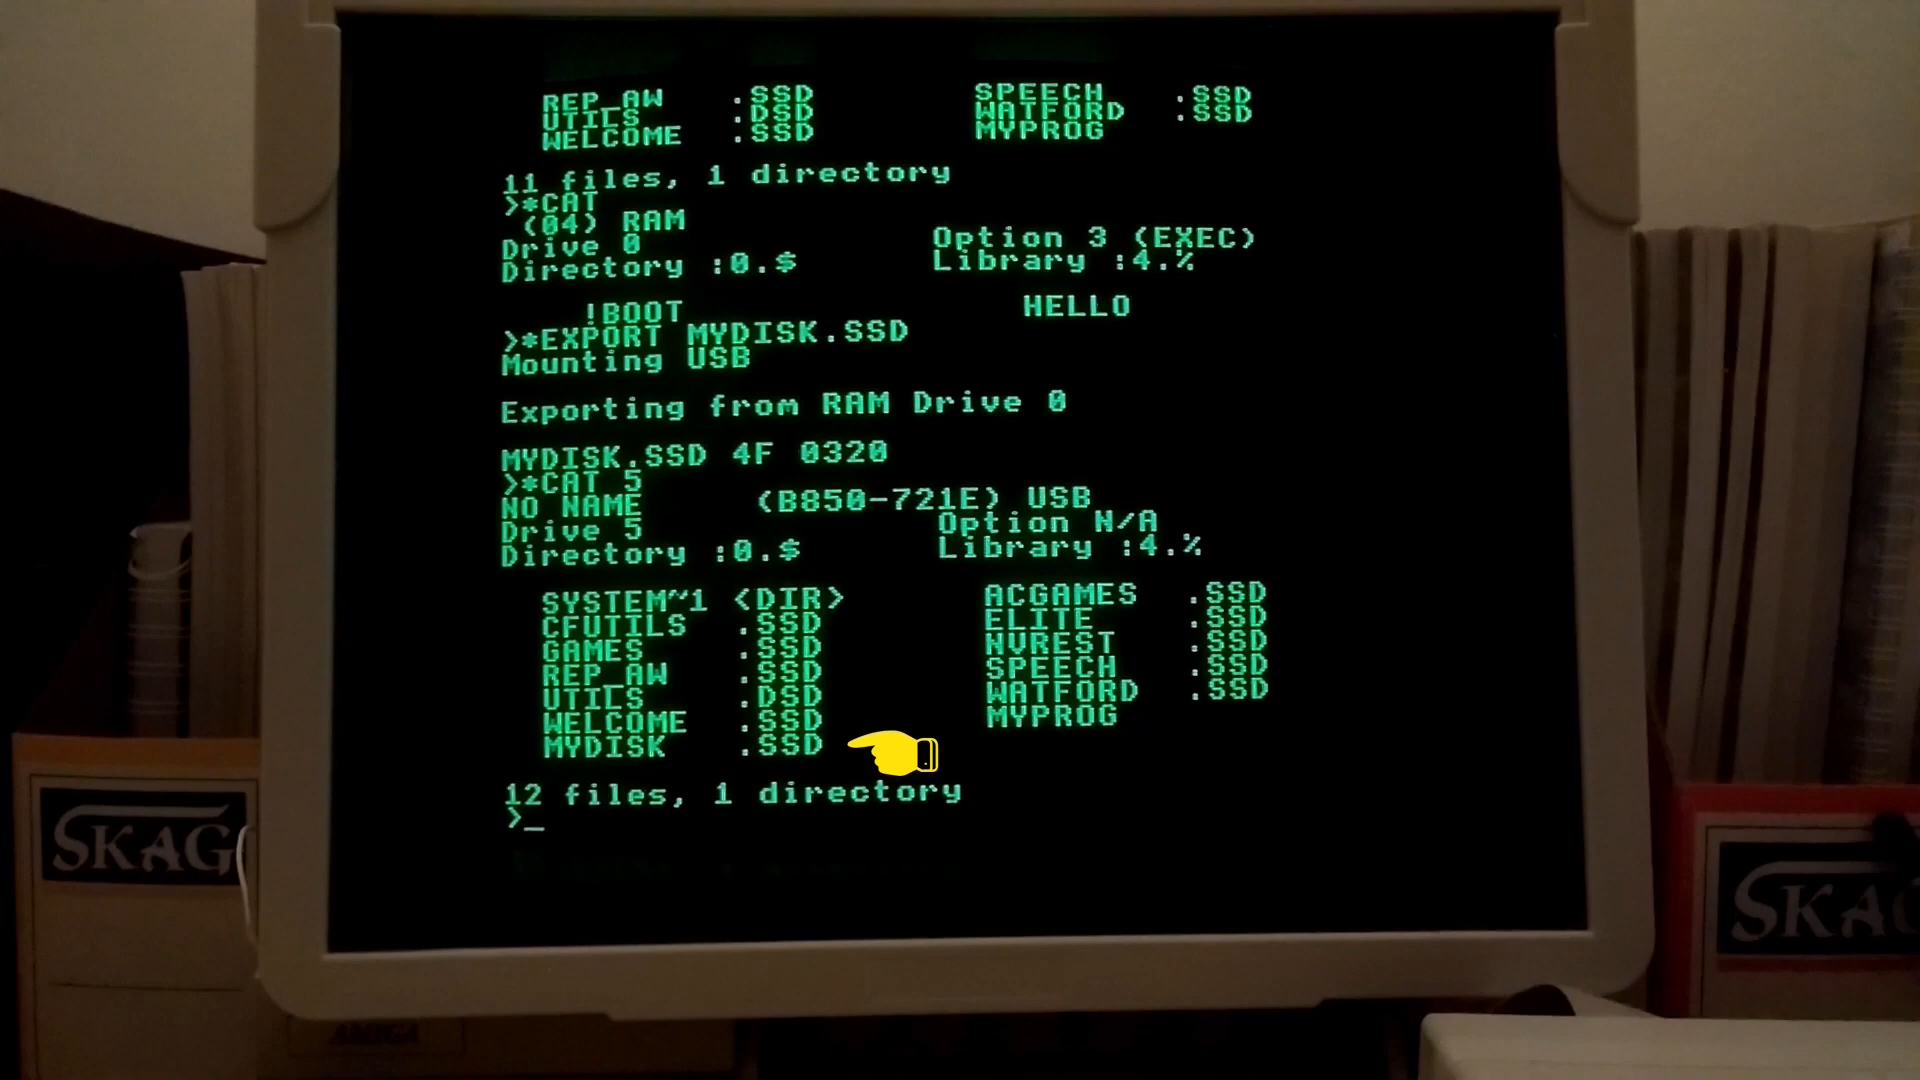 REP_AW .SSD SPEECH .SSD
UTILS .DSD WATFORD .SSD
WELCOME .SSD MYPROG
11 files, 1 directory
>*CAT
(04) RAM
Drive 0 Option 3 (EXEC)
Directory :0.$ Library :4.%
!BOOT HELLO
>*EXPORT MYDISK.SSD
Mounting USB
Exporting from RAM Drive 0
MYDISK.SSD 4F 0320
>*CAT 5
NO NAME (B850-721E) USB
Drive 5 Option N/A
Directory :0.$ Library :4.%
SYSTEM~1 <DIR> ACGAMES .SSD
CFUTILS .SSD ELITE .SSD
GAMES .SSD NVREST .SSD
REP_AW .SSD SPEECH .SSD
UTILS .DSD WATFORD .SSD
WELCOME .SSD MYPROG
MYDISK .SSD
12 files, 1 directory
>_
SKAG
SKAG
AMIGA